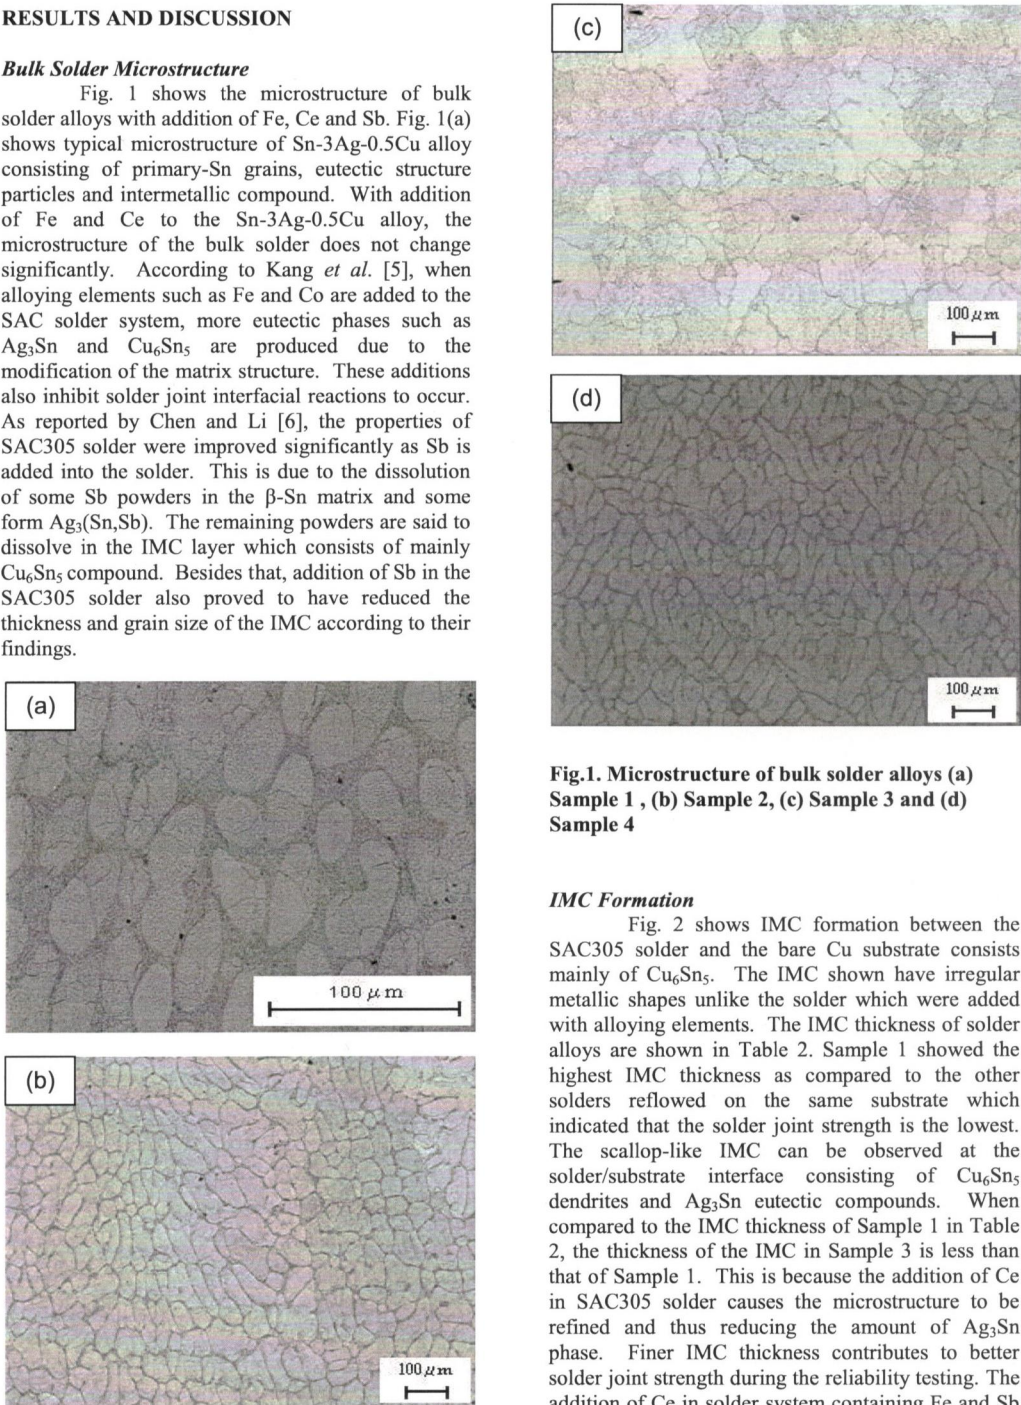 RESULTS AND DISCUSSION
Bulk Solder Microstructure
Fig. 1 shows the microstructure of bulk
solder alloys with addition of Fe, Ce and Sb. Fig. 1(a)
shows typical microstructure of Sn-3Ag-0.5Cu alloy
consisting of primary-Sn grains, eutectic structure
particles and intermetallic compound. With addition
of Fe and Ce to the Sn-3Ag-0.5Cu alloy, the
microstructure of the bulk solder does not change
significantly. According to Kang et al. [5], when
alloying elements such as Fe and Co are added to the
SAC solder system, more eutectic phases such as
Ag₃Sn and Cu₆Sn₅ are produced due to the
modification of the matrix structure. These additions
also inhibit solder joint interfacial reactions to occur.
As reported by Chen and Li [6], the properties of
SAC305 solder were improved significantly as Sb is
added into the solder. This is due to the dissolution
of some Sb powders in the β-Sn matrix and some
form Ag₃(Sn,Sb). The remaining powders are said to
dissolve in the IMC layer which consists of mainly
Cu₆Sn₅ compound. Besides that, addition of Sb in the
SAC305 solder also proved to have reduced the
thickness and grain size of the IMC according to their
findings.
(a)
100 μm
(b)
100 μm
(c)
100 μm
(d)
100 μm
Fig.1. Microstructure of bulk solder alloys (a)
Sample 1 , (b) Sample 2, (c) Sample 3 and (d)
Sample 4
IMC Formation
Fig. 2 shows IMC formation between the
SAC305 solder and the bare Cu substrate consists
mainly of Cu₆Sn₅. The IMC shown have irregular
metallic shapes unlike the solder which were added
with alloying elements. The IMC thickness of solder
alloys are shown in Table 2. Sample 1 showed the
highest IMC thickness as compared to the other
solders reflowed on the same substrate which
indicated that the solder joint strength is the lowest.
The scallop-like IMC can be observed at the
solder/substrate interface consisting of Cu₆Sn₅
dendrites and Ag₃Sn eutectic compounds. When
compared to the IMC thickness of Sample 1 in Table
2, the thickness of the IMC in Sample 3 is less than
that of Sample 1. This is because the addition of Ce
in SAC305 solder causes the microstructure to be
refined and thus reducing the amount of Ag₃Sn
phase. Finer IMC thickness contributes to better
solder joint strength during the reliability testing. The
addition of Ce in solder system containing Fe and Sb